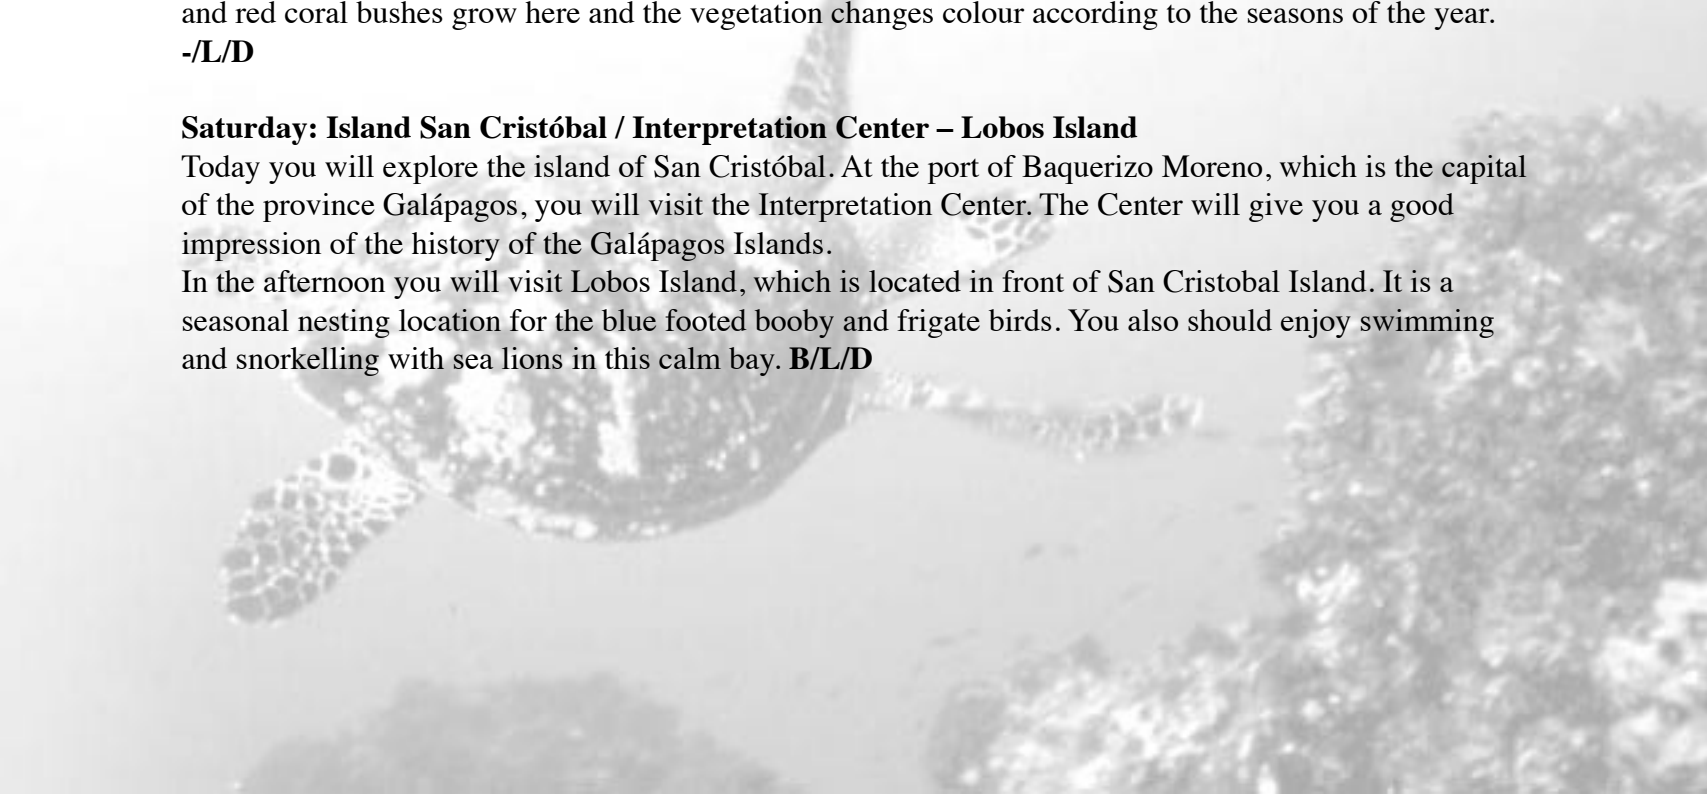 and red coral bushes grow here and the vegetation changes colour according to the seasons of the year.
-/L/D
Saturday: Island San Cristóbal / Interpretation Center – Lobos Island
Today you will explore the island of San Cristóbal. At the port of Baquerizo Moreno, which is the capital
of the province Galápagos, you will visit the Interpretation Center. The Center will give you a good
impression of the history of the Galápagos Islands.
In the afternoon you will visit Lobos Island, which is located in front of San Cristobal Island. It is a
seasonal nesting location for the blue footed booby and frigate birds. You also should enjoy swimming
and snorkelling with sea lions in this calm bay. B/L/D